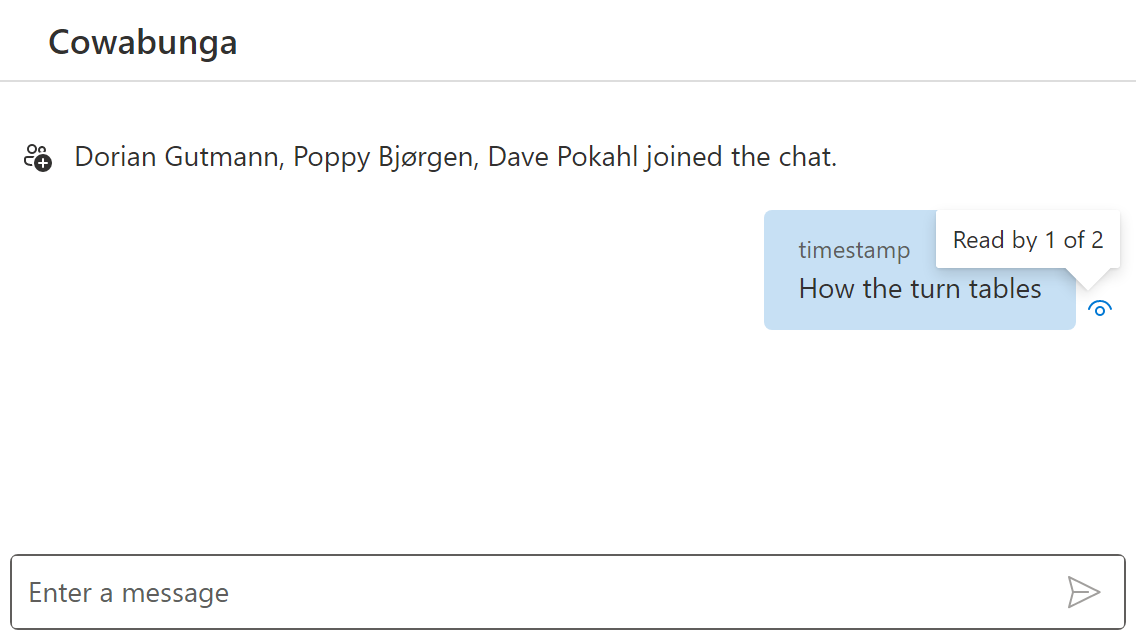 Cowabunga
Dorian Gutmann, Poppy Bjørgen, Dave Pokahl joined the chat.
Read by 1 of 2
timestamp
How the turn tables
Enter a message